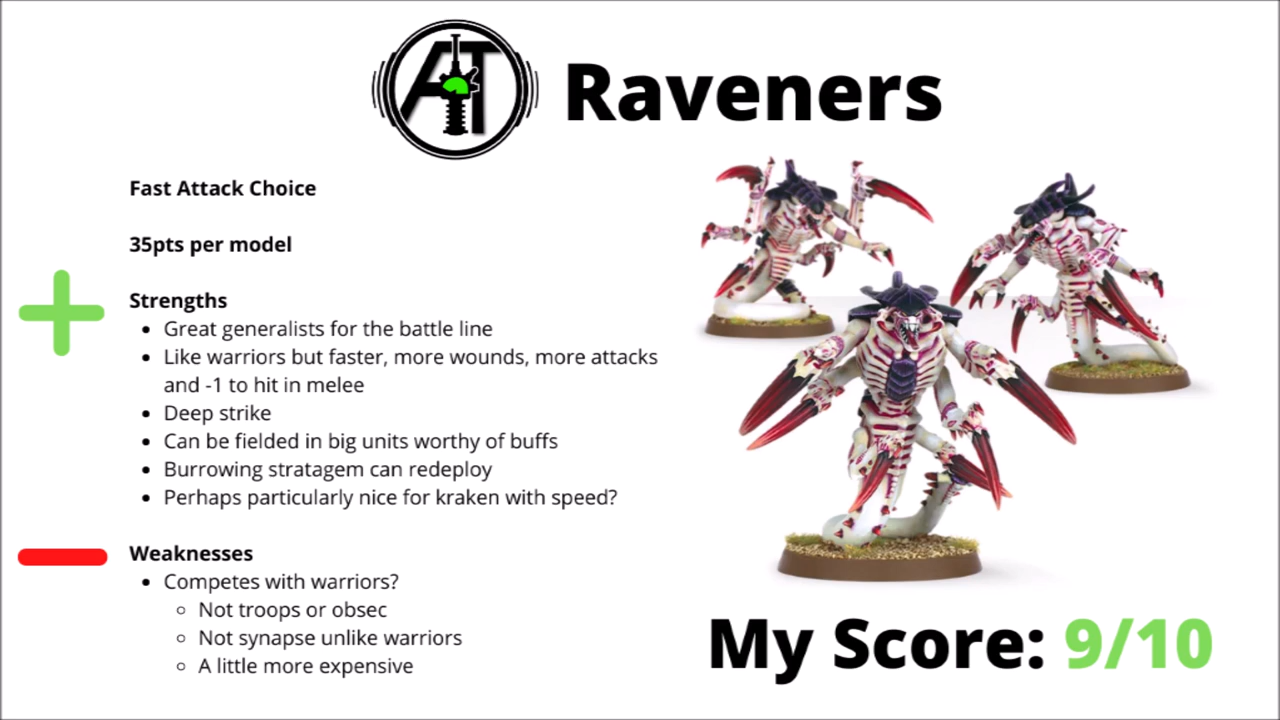 AT
Raveners
Fast Attack Choice
35pts per model
Strengths
• Great generalists for the battle line
• Like warriors but faster, more wounds, more attacks
and -1 to hit in melee
• Deep strike
• Can be fielded in big units worthy of buffs
• Burrowing stratagem can redeploy
• Perhaps particularly nice for kraken with speed?
Weaknesses
• Competes with warriors?
◦ Not troops or obsec
◦ Not synapse unlike warriors
◦ A little more expensive
My Score: 9/10